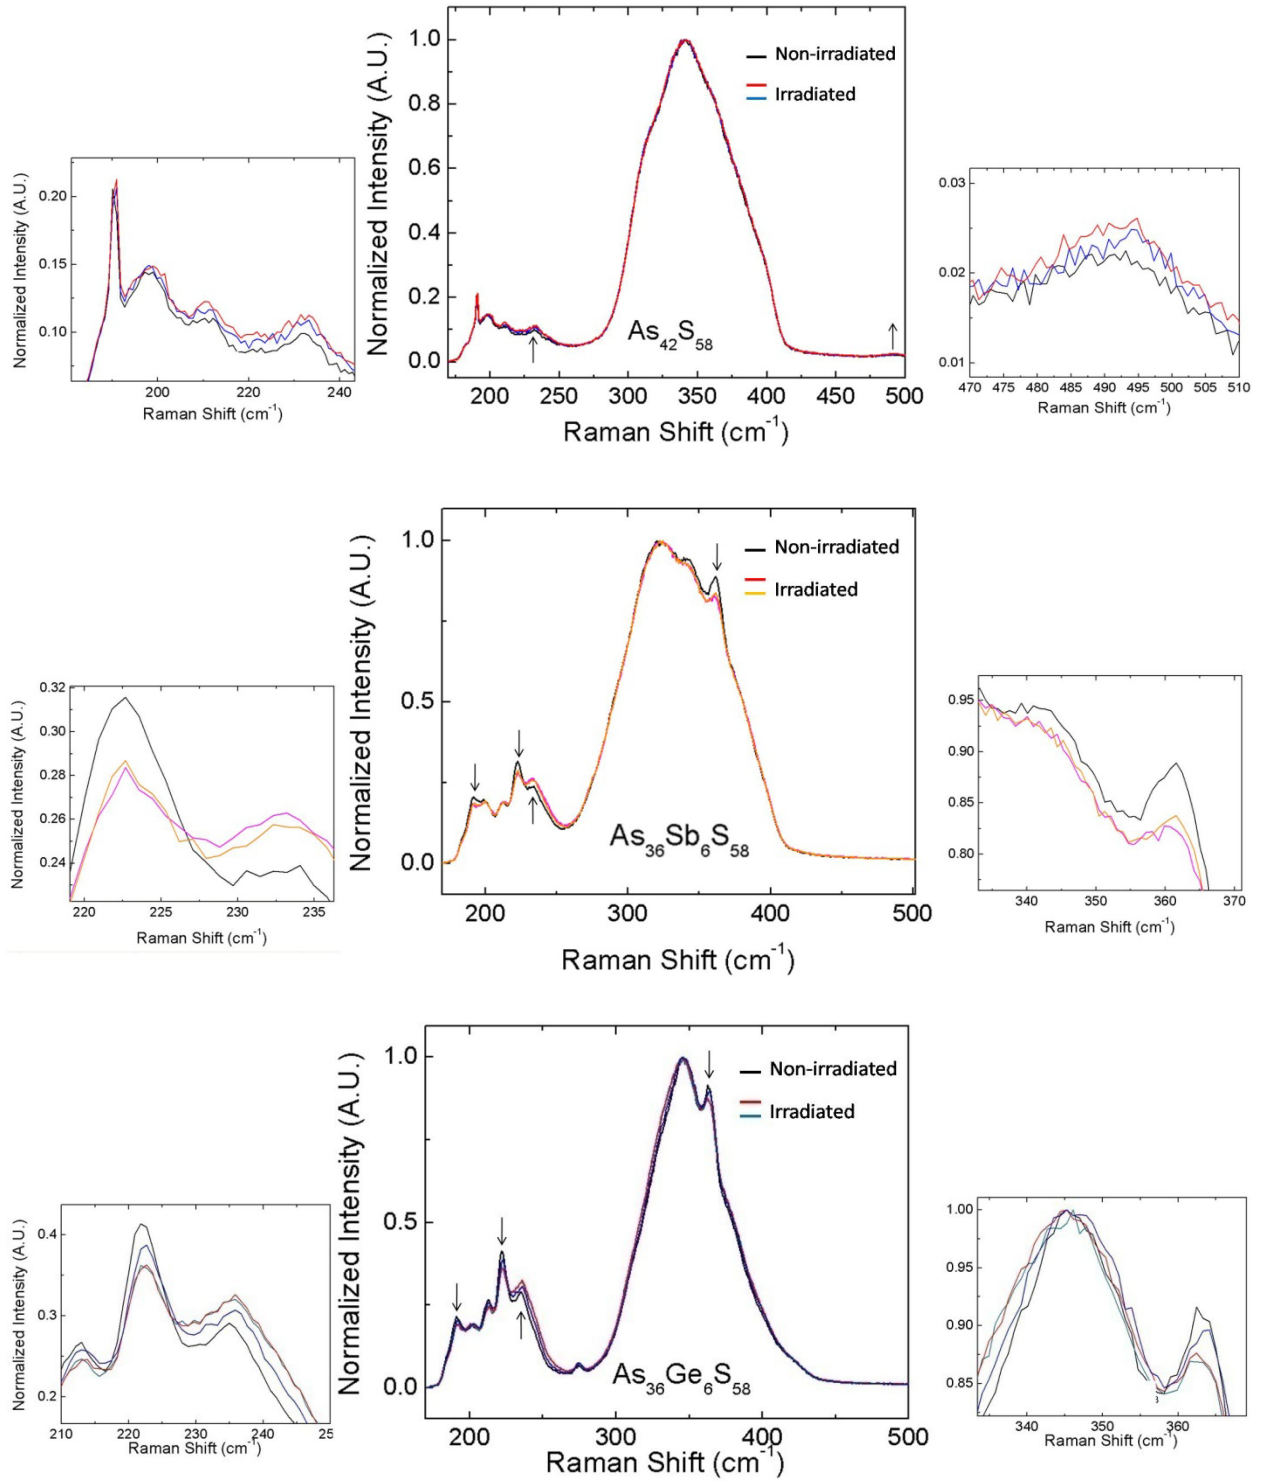 1.0
0.8
0.6
0.4
0.2
0.0
Normalized Intensity (A.U.)
Non-irradiated
Irradiated
As42S58
200 250 300 350 400 450 500
Raman Shift (cm-1)
0.20
0.15
0.10
Normalized Intensity (A.U.)
200 220 240
Raman Shift (cm-1)
0.03
0.02
0.01
Normalized Intensity (A.U.)
470 475 480 485 490 495 500 505 510
Raman Shift (cm-1)
1.0
0.5
0.0
Normalized Intensity (A.U.)
Non-irradiated
Irradiated
As36Sb6S58
200 300 400 500
Raman Shift (cm-1)
0.32
0.30
0.28
0.26
0.24
Normalized Intensity (A.U.)
220 225 230 235
Raman Shift (cm-1)
0.95
0.90
0.85
0.80
Normalized Intensity (A.U.)
340 350 360 370
Raman Shift (cm-1)
1.0
0.5
0.0
Normalized Intensity (A.U.)
Non-irradiated
Irradiated
As36Ge6S58
200 300 400 500
Raman Shift (cm-1)
0.4
0.3
0.2
Normalized Intensity (A.U.)
210 220 230 240 25
Raman Shift (cm-1)
1.00
0.95
0.90
0.85
Normalized Intensity (A.U.)
340 350 360
Raman Shift (cm-1)